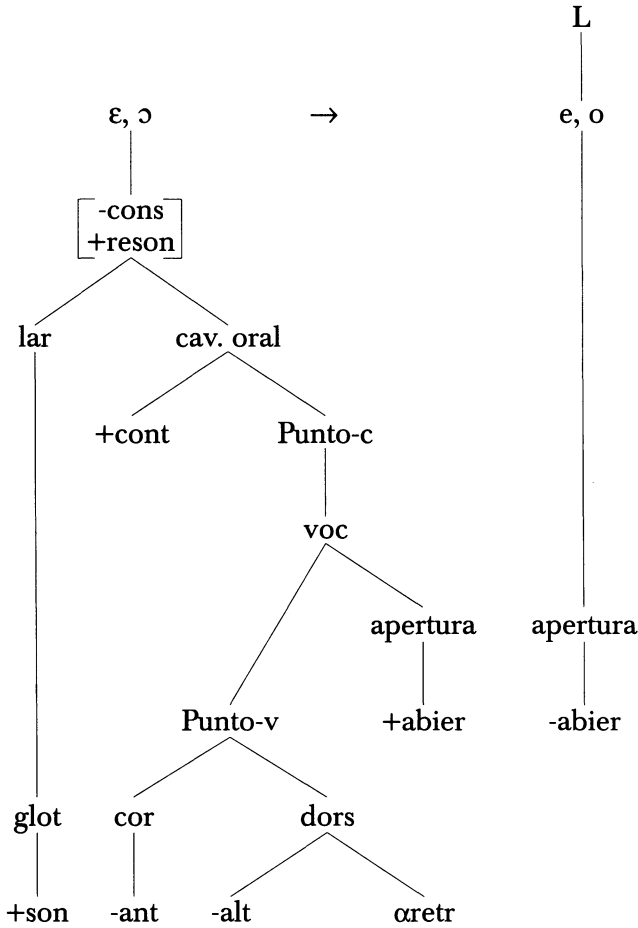 L
ε, ɔ → e, o
-cons
+reson
lar cav. oral
+cont Punto-c
voc
apertura apertura
Punto-v +abier -abier
glot cor dors
+son -ant -alt αretr